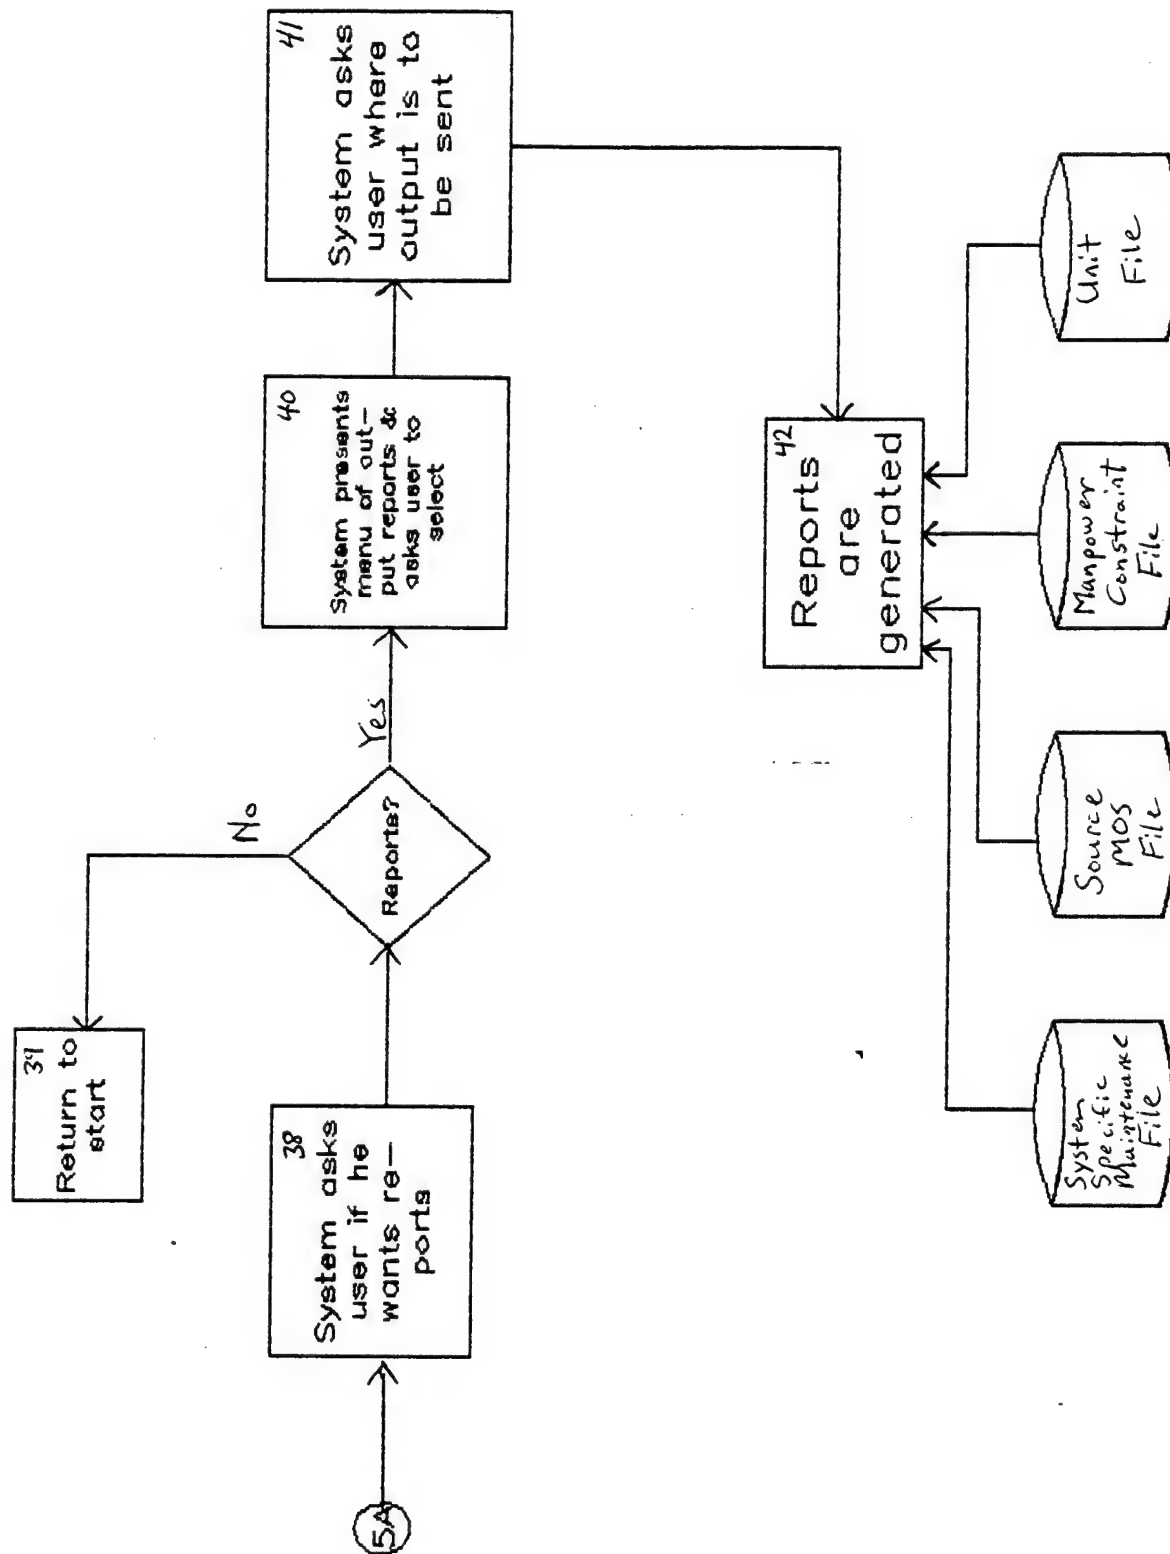 5A
38
System asks
user if he
wants re-
ports
Reports?
No
Yes
39
Return to
start
40
System presents
menu of out-
put reports &
asks user to
select
41
System asks
user where
output is to
be sent
42
Reports
are
generated
System
Specific
Maintenance
File
Source
MOS
File
Manpower
Constraint
File
Unit
File